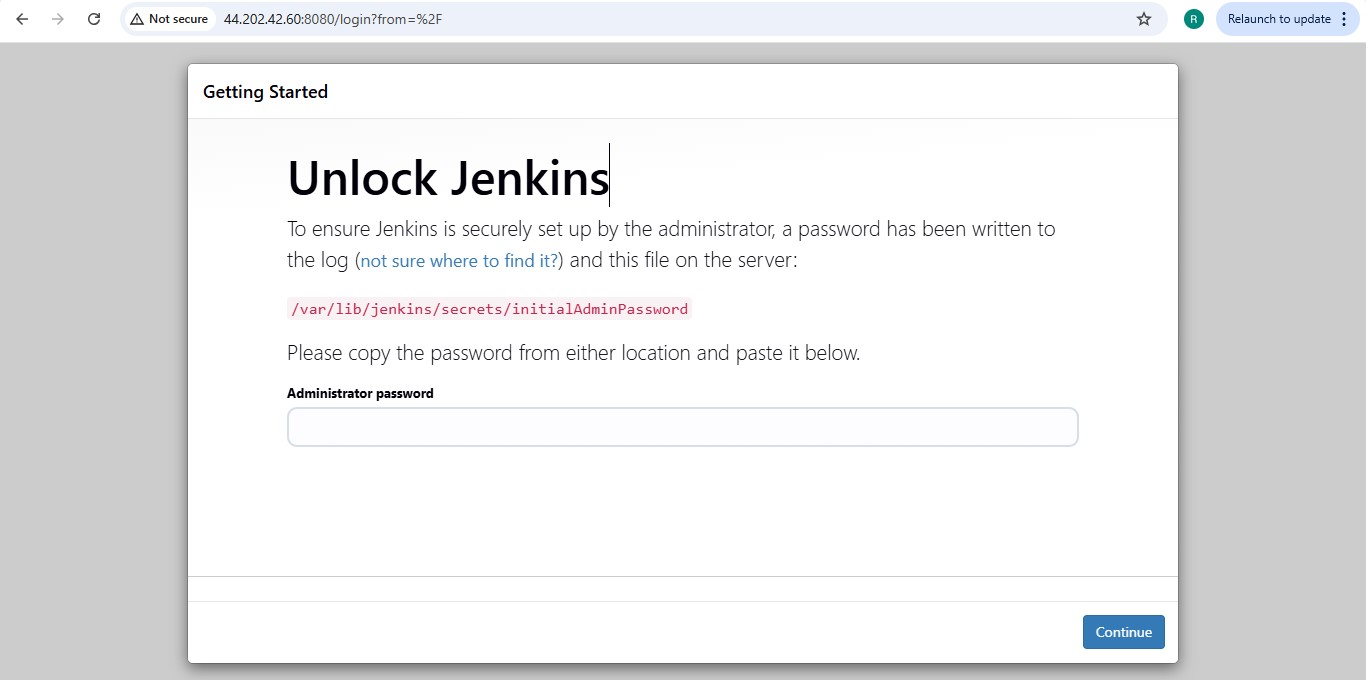 Not secure 44.202.42.60:8080/login?from=%2F R Relaunch to update
Getting Started
Unlock Jenkins
To ensure Jenkins is securely set up by the administrator, a password has been written to
the log (not sure where to find it?) and this file on the server:
/var/lib/jenkins/secrets/initialAdminPassword
Please copy the password from either location and paste it below.
Administrator password
Continue